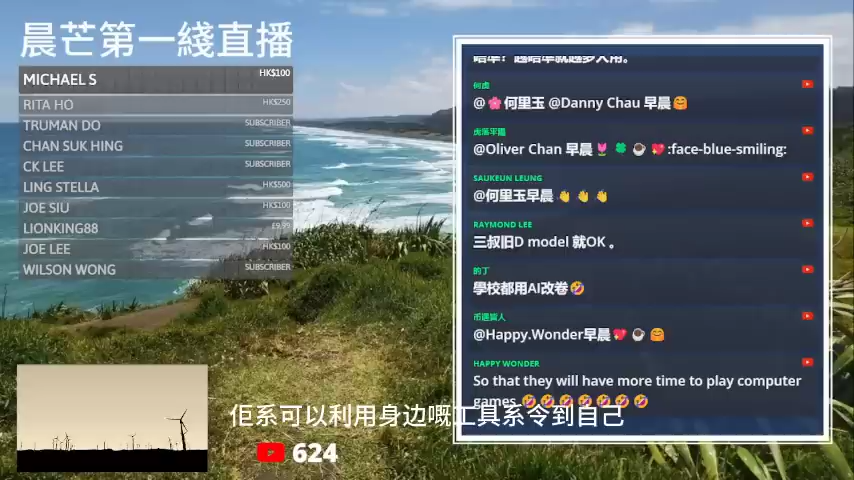 晨芒第一綫直播
MICHAEL S HK$100
RITA HO HK$250
TRUMAN DO SUBSCRIBER
CHAN SUK HING SUBSCRIBER
CK LEE SUBSCRIBER
LING STELLA HK$500
JOE SIU HK$100
LIONKING88 £9.99
JOE LEE HK$100
WILSON WONG SUBSCRIBER
@🌸何里玉 @Danny Chau 早晨🤗
@Oliver Chan 早晨🌷🍀☕💖:face-blue-smiling:
SAUKEUN LEUNG
@何里玉早晨👏👏👏
RAYMOND LEE
三叔旧D model 就OK 。
的丁
學校都用AI改卷🤣
@Happy.Wonder早晨💖☕🤗
HAPPY WONDER
So that they will have more time to play computer
games 🤣🤣🤣🤣🤣🤣🤣
佢系可以利用身边嘅工具系令到自己
624